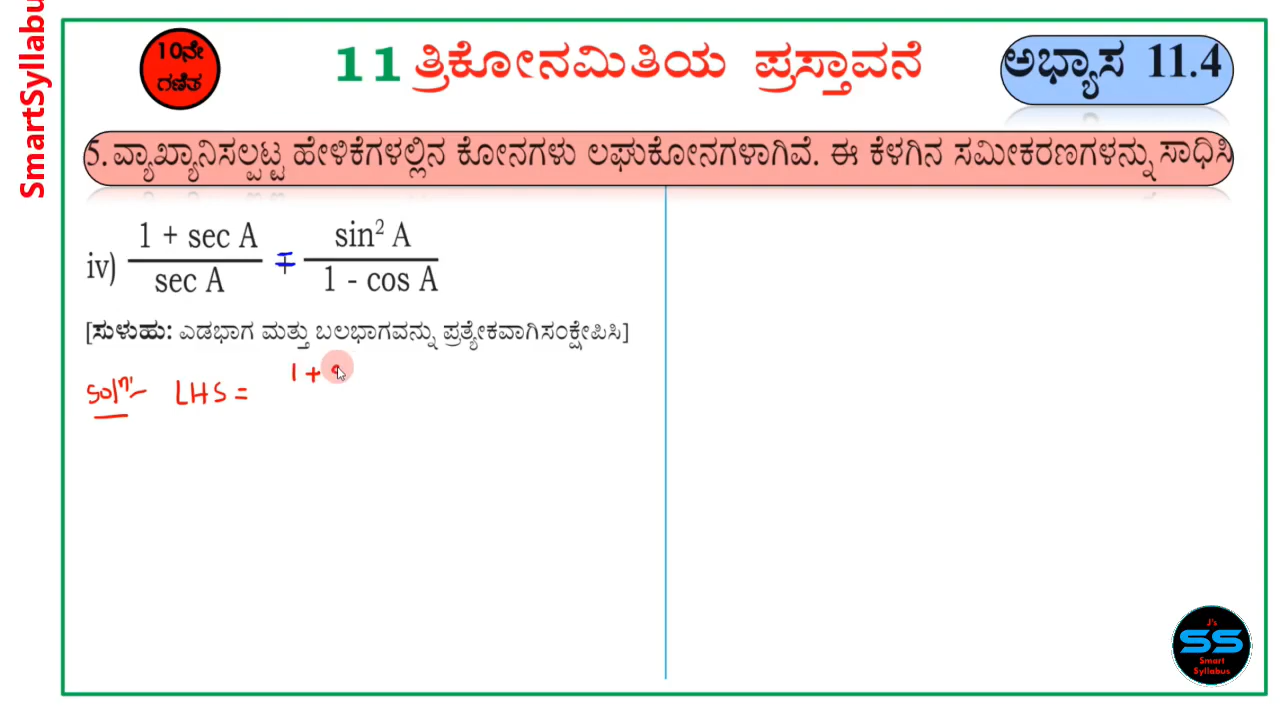 SmartSyllabu
10ನೇ
ಗಣಿತ
11 ತ್ರಿಕೋನಮಿತಿಯ ಪ್ರಸ್ತಾವನೆ
ಅಭ್ಯಾಸ 11.4
5. ವ್ಯಾಖ್ಯಾನಿಸಲ್ಪಟ್ಟ ಹೇಳಿಕೆಗಳಲ್ಲಿನ ಕೋನಗಳು ಲಘುಕೋನಗಳಾಗಿವೆ. ಈ ಕೆಳಗಿನ ಸಮೀಕರಣಗಳನ್ನು ಸಾಧಿಸಿ
iv) (1 + sec A)/(sec A) = (sin² A)/(1 - cos A)
[ಸುಳುಹು: ಎಡಭಾಗ ಮತ್ತು ಬಲಭಾಗವನ್ನು ಪ್ರತ್ಯೇಕವಾಗಿಸಂಕ್ಷೇಪಿಸಿ]
Solⁿ:- LHS = 1 +
J's
SS
Smart
Syllabus